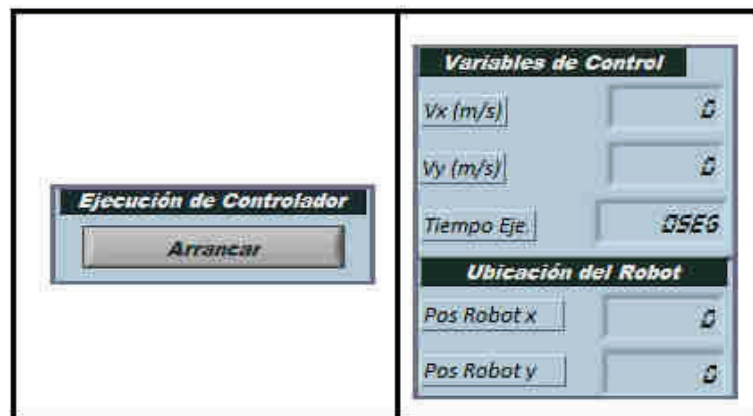 Ejecución de Controlador
Arrancar
Variables de Control
Vx (m/s) 0
Vy (m/s) 0
Tiempo Eje. 0SEG
Ubicación del Robot
Pos Robot x 0
Pos Robot y 0